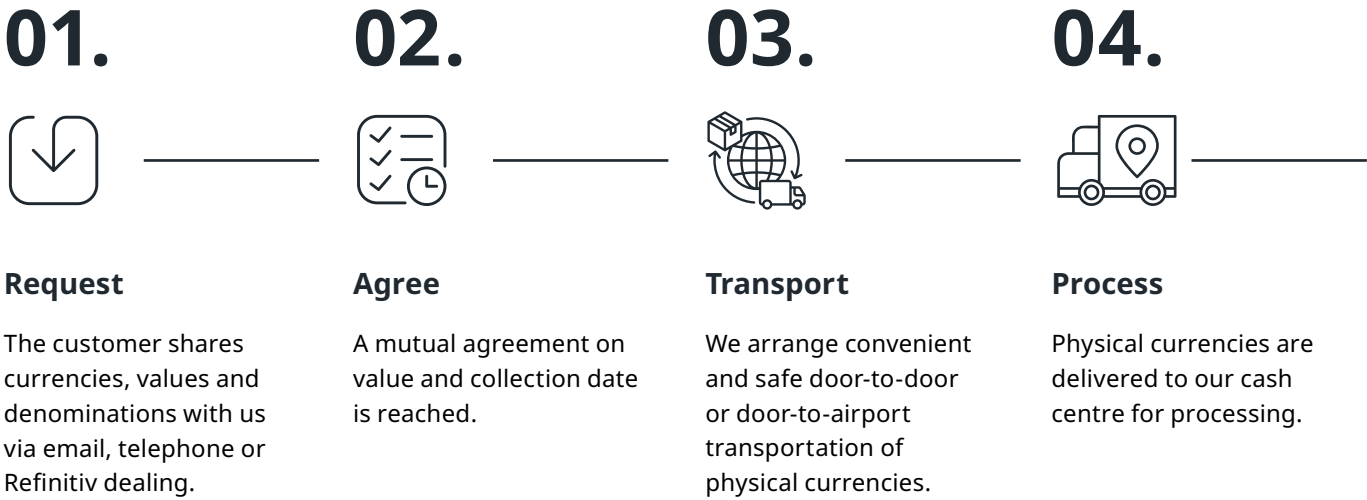 01.
Request
The customer shares
currencies, values and
denominations with us
via email, telephone or
Refinitiv dealing.
02.
Agree
A mutual agreement on
value and collection date
is reached.
03.
Transport
We arrange convenient
and safe door-to-door
or door-to-airport
transportation of
physical currencies.
04.
Process
Physical currencies are
delivered to our cash
centre for processing.